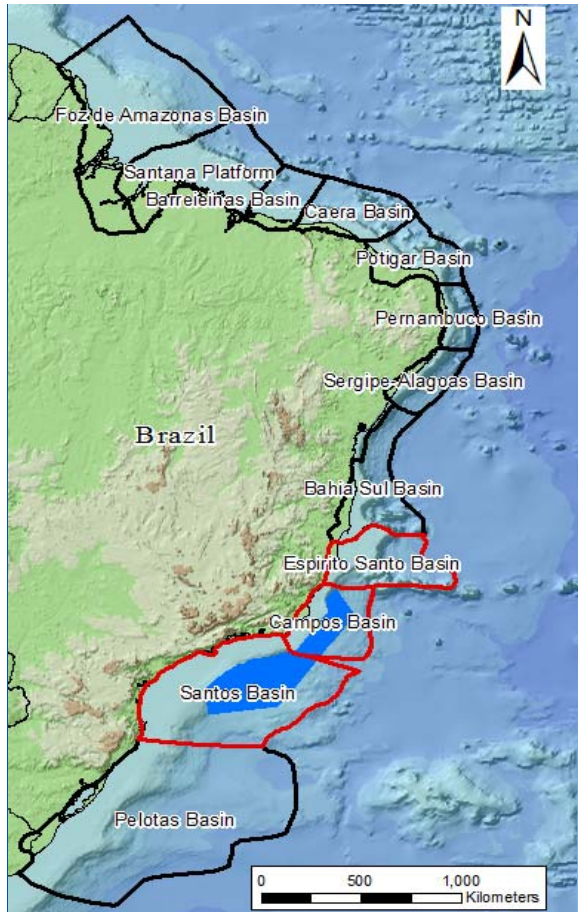 N
Foz de Amazonas Basin
Santana Platform
Barreieinas Basin
Caera Basin
Potigar Basin
Pernambuco Basin
Sergipe-Alagoas Basin
Brazil
Bahia Sul Basin
Espirito Santo Basin
Campos Basin
Santos Basin
Pelotas Basin
0 500 1,000
Kilometers